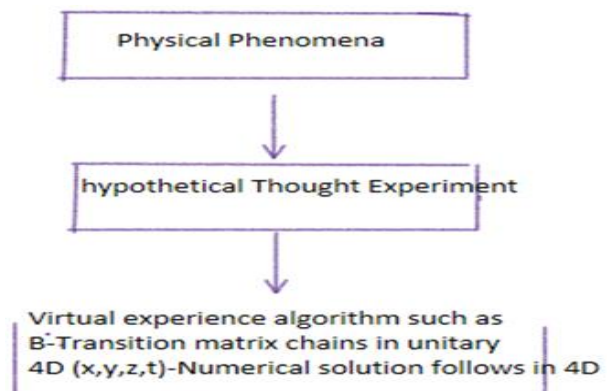 Physical Phenomena
hypothetical Thought Experiment
Virtual experience algorithm such as
B-Transition matrix chains in unitary
4D (x,y,z,t)-Numerical solution follows in 4D